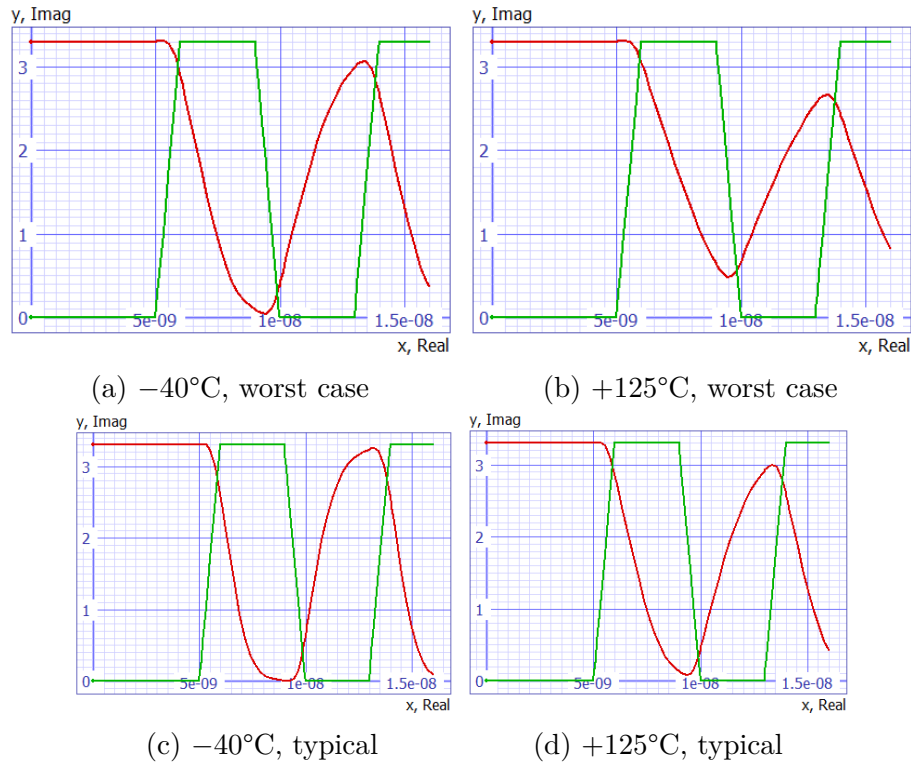 y, Imag
3
2
1
0
5e-09 1e-08 1.5e-08
x, Real
(a) −40°C, worst case
y, Imag
3
2
1
0
5e-09 1e-08 1.5e-08
x, Real
(b) +125°C, worst case
y, Imag
3
2
1
0
5e-09 1e-08 1.5e-08
x, Real
(c) −40°C, typical
y, Imag
3
2
1
0
5e-09 1e-08 1.5e-08
x, Real
(d) +125°C, typical